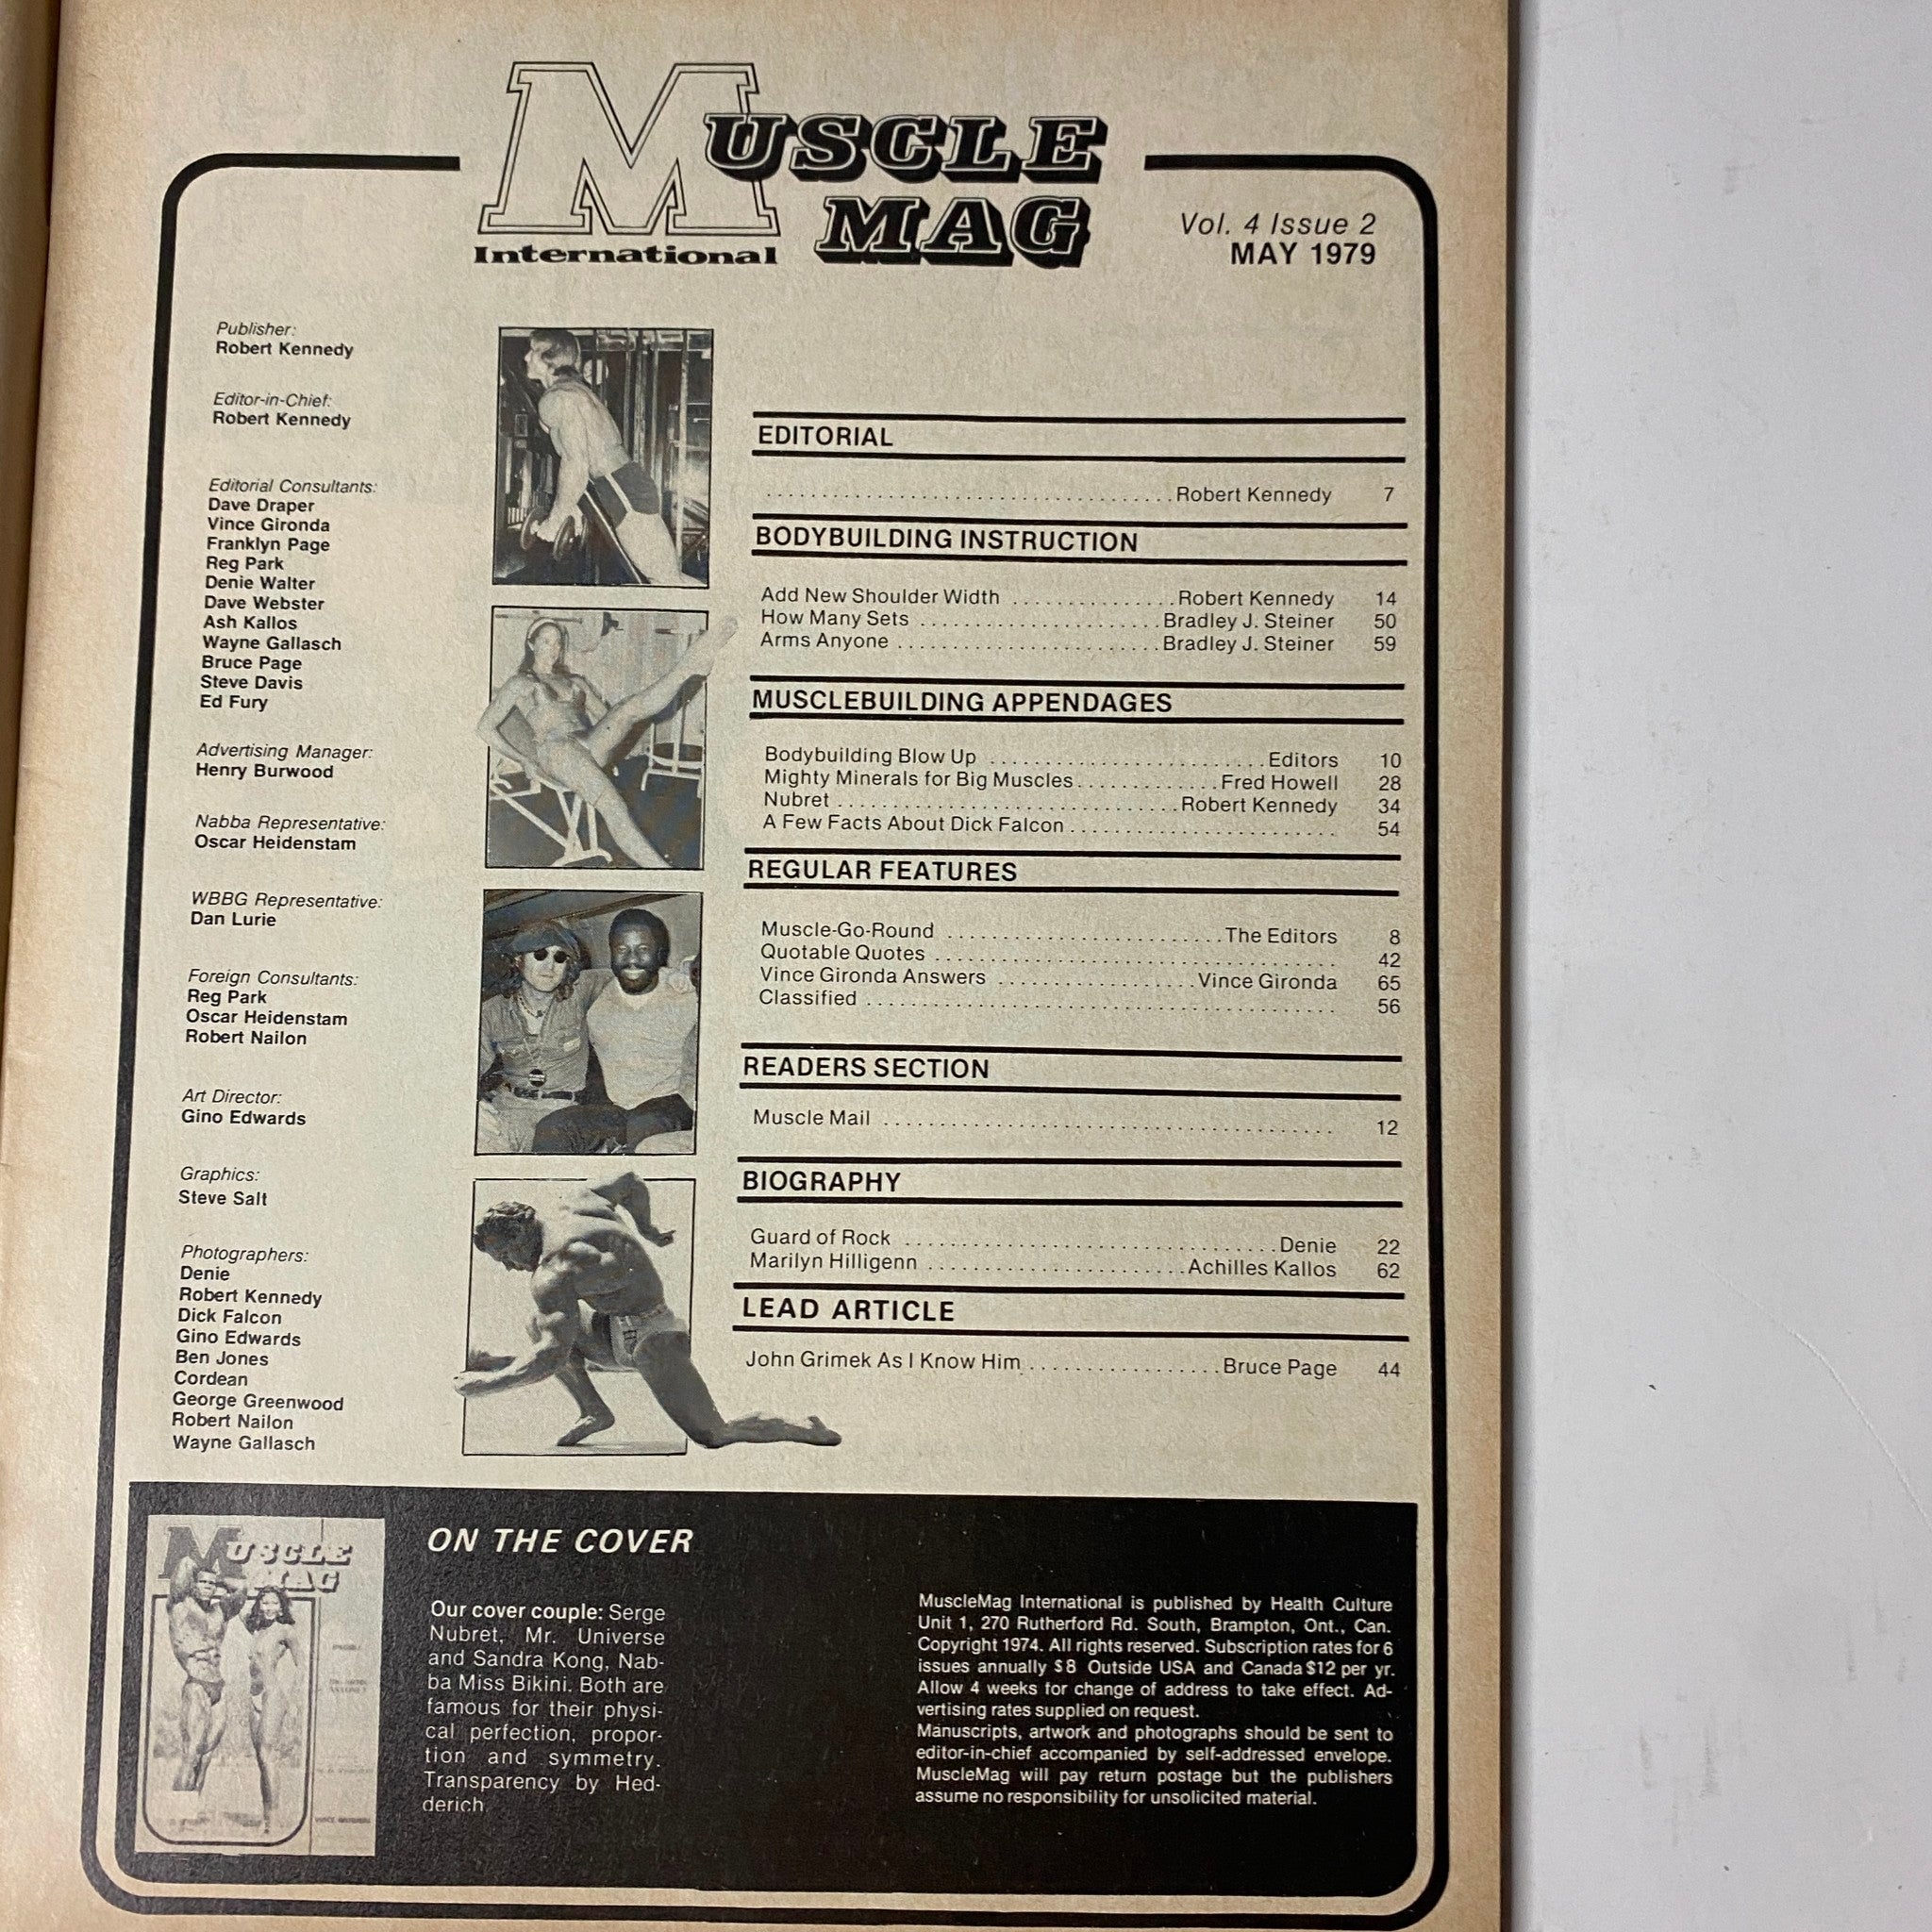 MUSCLE
MAG
International
Vol. 4 Issue 2
MAY 1979
Publisher:
Robert Kennedy
Editor-in-Chief:
Robert Kennedy
Editorial Consultants:
Dave Draper
Vince Gironda
Franklyn Page
Reg Park
Denie Walter
Dave Webster
Ash Kallos
Wayne Gallasch
Bruce Page
Steve Davis
Ed Fury
Advertising Manager:
Henry Burwood
Nabba Representative:
Oscar Heidenstam
WBBG Representative:
Dan Lurie
Foreign Consultants:
Reg Park
Oscar Heidenstam
Robert Nailon
Art Director:
Gino Edwards
Graphics:
Steve Salt
Photographers:
Denie
Robert Kennedy
Dick Falcon
Gino Edwards
Ben Jones
Cordean
George Greenwood
Robert Nailon
Wayne Gallasch
EDITORIAL
Robert Kennedy 7
BODYBUILDING INSTRUCTION
Add New Shoulder Width Robert Kennedy 14
How Many Sets Bradley J. Steiner 50
Arms Anyone Bradley J. Steiner 59
MUSCLEBUILDING APPENDAGES
Bodybuilding Blow Up Editors 10
Mighty Minerals for Big Muscles Fred Howell 28
Nubret Robert Kennedy 34
A Few Facts About Dick Falcon 54
REGULAR FEATURES
Muscle-Go-Round The Editors 8
Quotable Quotes 42
Vince Gironda Answers Vince Gironda 65
Classified 56
READERS SECTION
Muscle Mail 12
BIOGRAPHY
Guard of Rock Denie 22
Marilyn Hilligenn Achilles Kallos 62
LEAD ARTICLE
John Grimek As I Know Him Bruce Page 44
MUSCLE
MAG
ON THE COVER
Our cover couple: Serge
Nubret, Mr. Universe
and Sandra Kong, Nab-
ba Miss Bikini. Both are
famous for their physi-
cal perfection, propor-
tion and symmetry.
Transparency by Hed-
derich.
MuscleMag International is published by Health Culture
Unit 1, 270 Rutherford Rd. South, Brampton, Ont., Can.
Copyright 1974. All rights reserved. Subscription rates for 6
issues annually $8 Outside USA and Canada $12 per yr.
Allow 4 weeks for change of address to take effect. Ad-
vertising rates supplied on request.
Manuscripts, artwork and photographs should be sent to
editor-in-chief accompanied by self-addressed envelope.
MuscleMag will pay return postage but the publishers
assume no responsibility for unsolicited material.